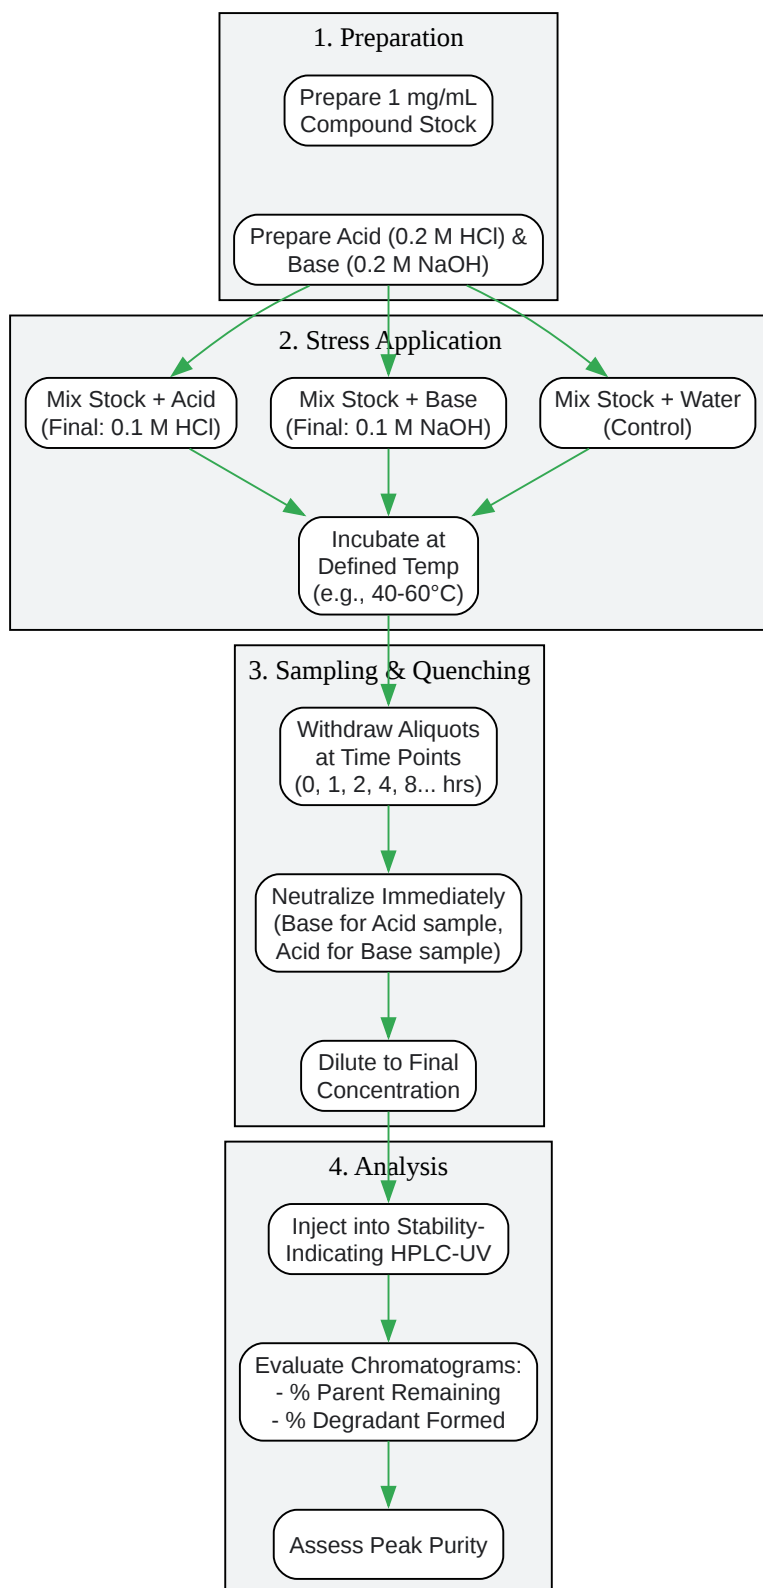 1. Preparation
Prepare 1 mg/mL
Compound Stock
Prepare Acid (0.2 M HCl) &
Base (0.2 M NaOH)
2. Stress Application
Mix Stock + Acid
(Final: 0.1 M HCl)
Mix Stock + Base
(Final: 0.1 M NaOH)
Mix Stock + Water
(Control)
Incubate at
Defined Temp
(e.g., 40-60°C)
3. Sampling & Quenching
Withdraw Aliquots
at Time Points
(0, 1, 2, 4, 8... hrs)
Neutralize Immediately
(Base for Acid sample,
Acid for Base sample)
Dilute to Final
Concentration
4. Analysis
Inject into Stability-
Indicating HPLC-UV
Evaluate Chromatograms:
- % Parent Remaining
- % Degradant Formed
Assess Peak Purity